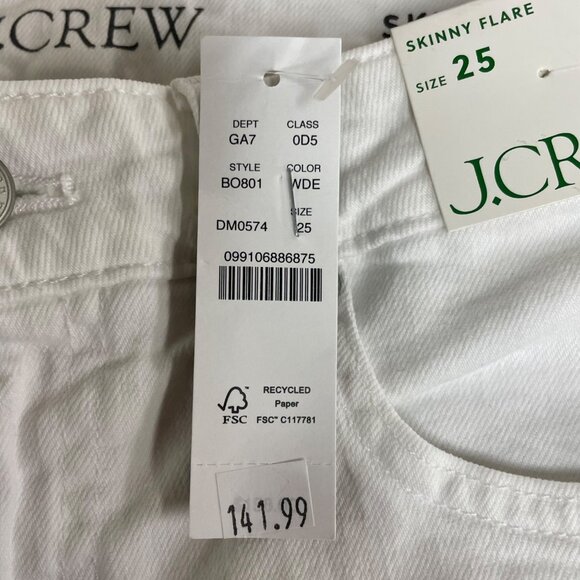 J.CREW
SK
SKINNY FLARE
SIZE 25
J.CREW
DEPT CLASS
GA7 0D5
STYLE COLOR
BO801 WDE
SIZE
DM0574 25
099106886875
FSC
RECYCLED
Paper
FSC™ C117781
141.99